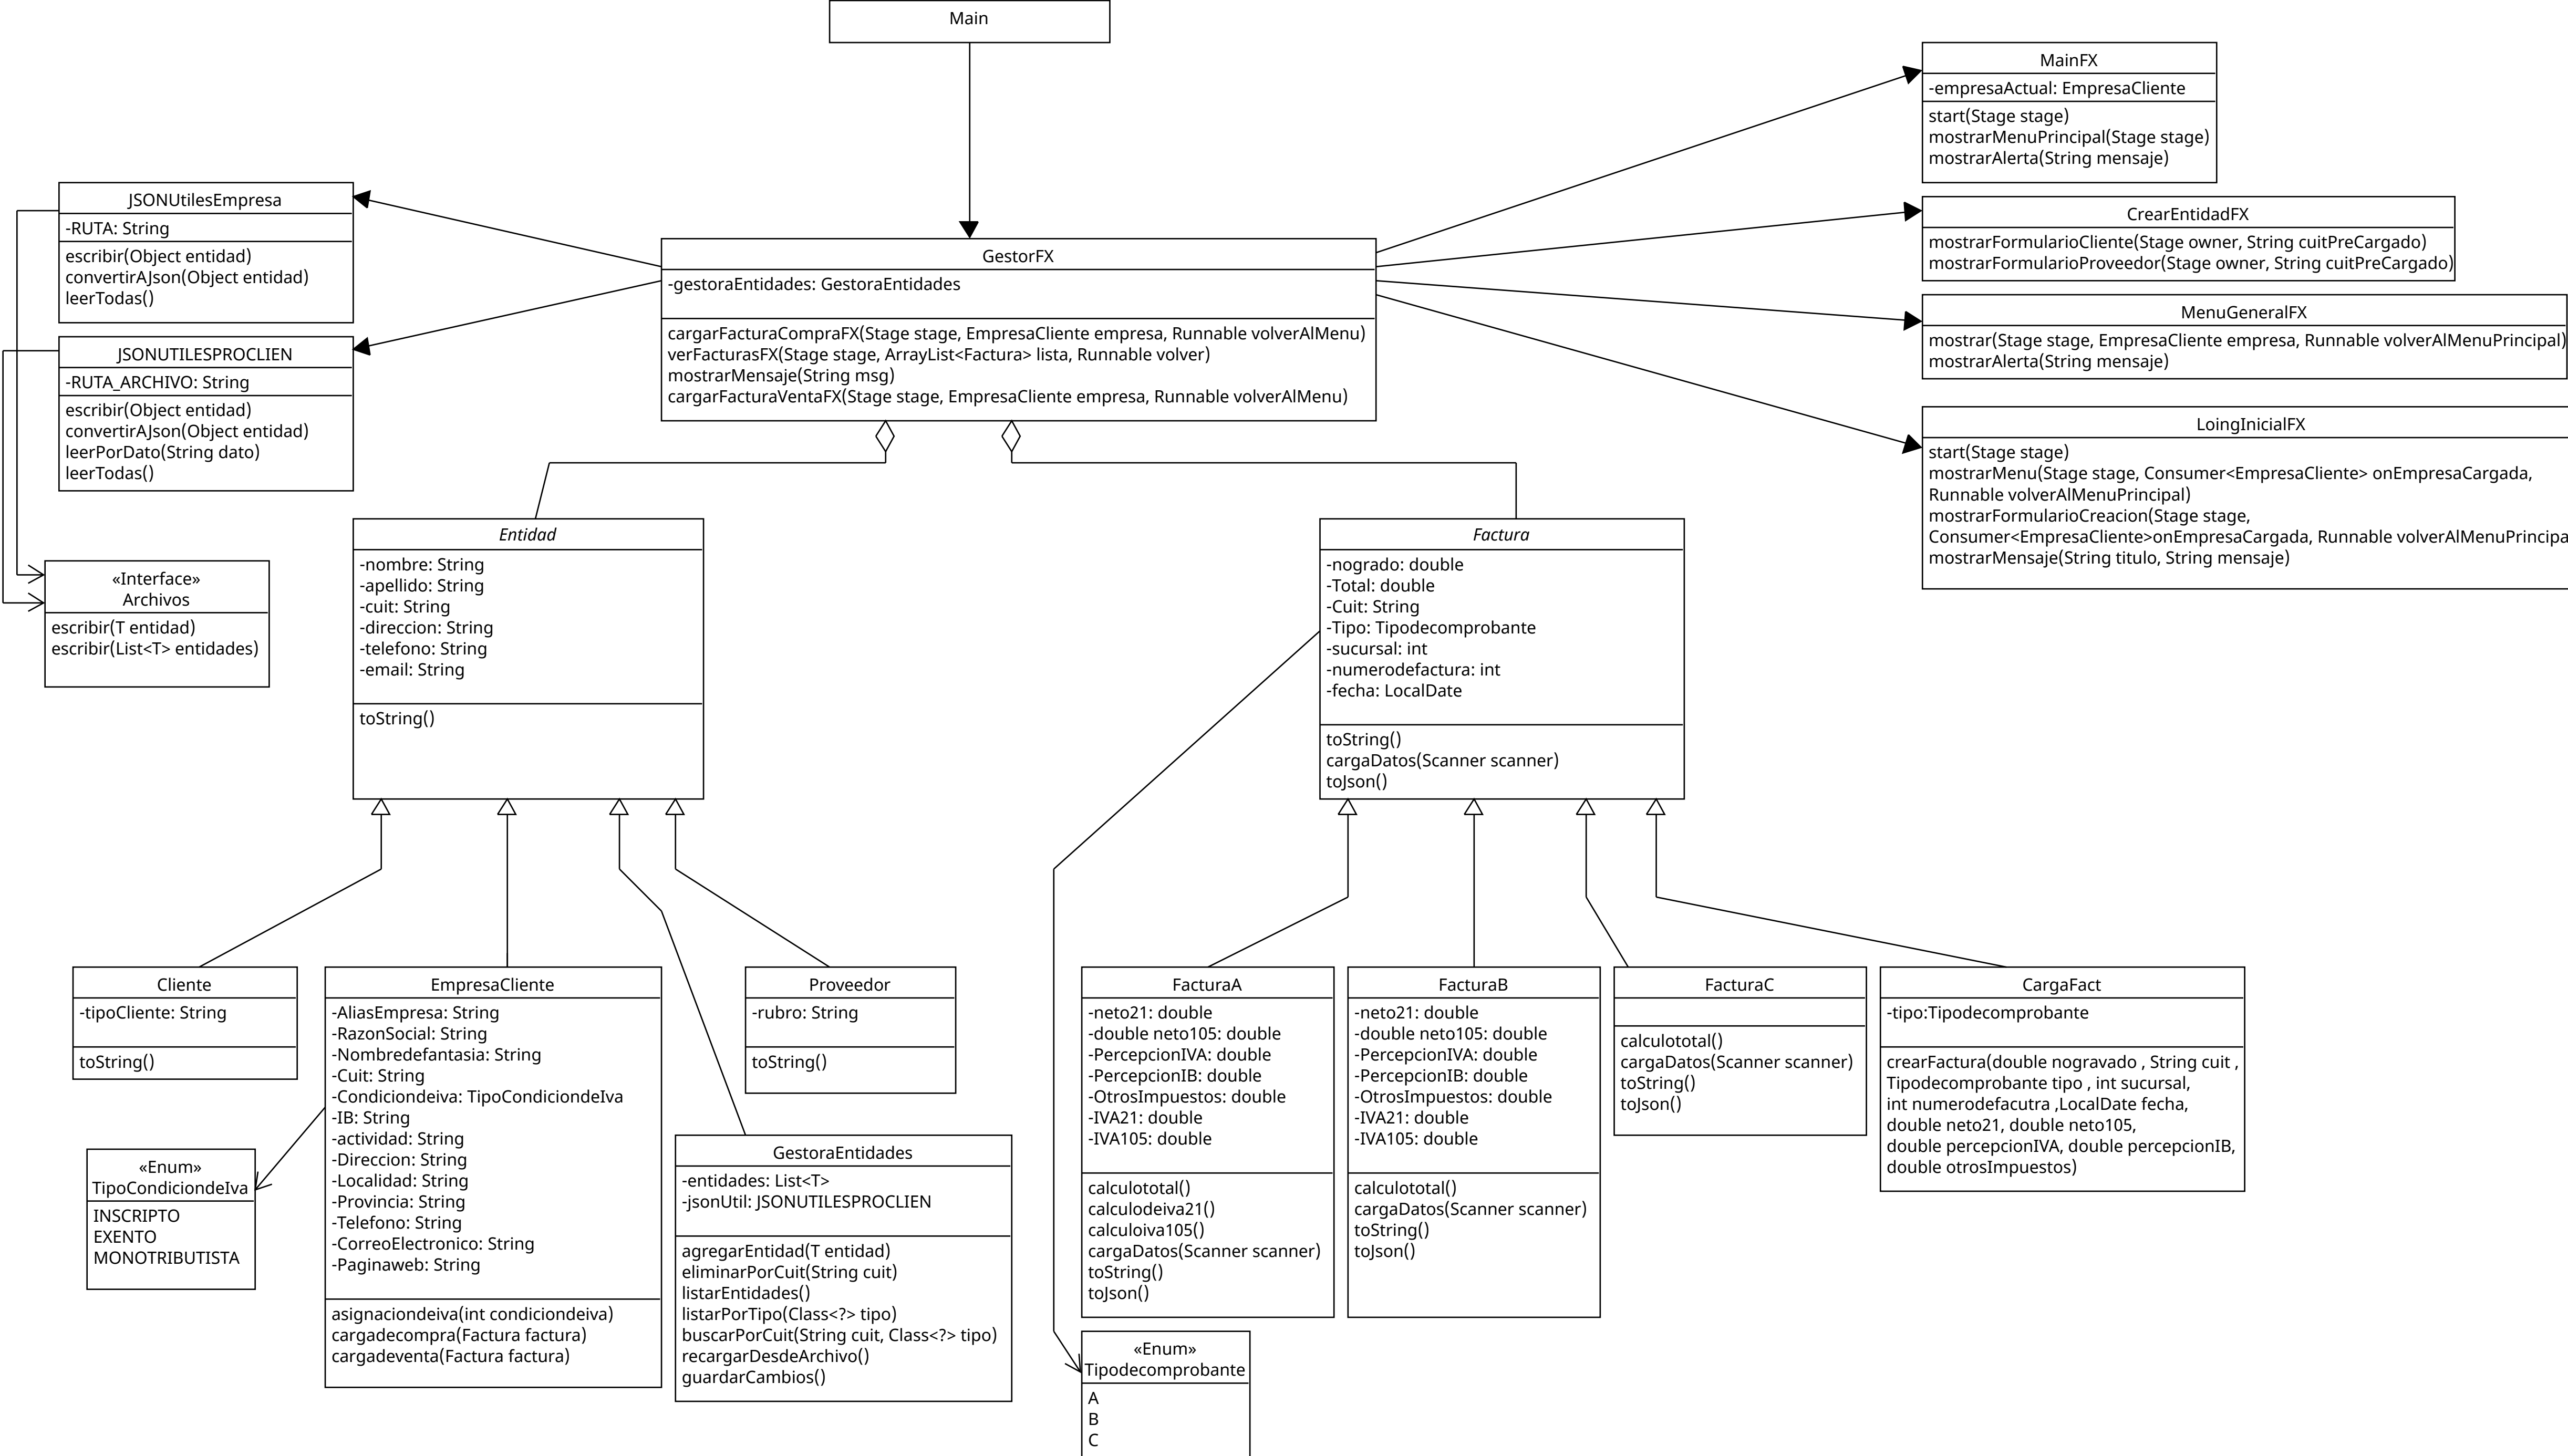 Main
MainFX
-empresaActual: EmpresaCliente
start(Stage stage)
mostrarMenuPrincipal(Stage stage)
mostrarAlerta(String mensaje)
JSONUtilesEmpresa
-RUTA: String
escribir(Object entidad)
convertirAJson(Object entidad)
leerTodas()
CrearEntidadFX
mostrarFormularioCliente(Stage owner, String cuitPreCargado)
mostrarFormularioProveedor(Stage owner, String cuitPreCargado)
GestorFX
-gestoraEntidades: GestoraEntidades
cargarFacturaCompraFX(Stage stage, EmpresaCliente empresa, Runnable volverAlMenu)
verFacturasFX(Stage stage, ArrayList<Factura> lista, Runnable volver)
mostrarMensaje(String msg)
cargarFacturaVentaFX(Stage stage, EmpresaCliente empresa, Runnable volverAlMenu)
MenuGeneralFX
mostrar(Stage stage, EmpresaCliente empresa, Runnable volverAlMenuPrincipal)
mostrarAlerta(String mensaje)
JSONUTILESPROCLIEN
-RUTA_ARCHIVO: String
escribir(Object entidad)
convertirAJson(Object entidad)
leerPorDato(String dato)
leerTodas()
LoingInicialFX
start(Stage stage)
mostrarMenu(Stage stage, Consumer<EmpresaCliente> onEmpresaCargada,
Runnable volverAlMenuPrincipal)
mostrarFormularioCreacion(Stage stage,
Consumer<EmpresaCliente>onEmpresaCargada, Runnable volverAlMenuPrincipa
mostrarMensaje(String titulo, String mensaje)
«Interface»
Archivos
escribir(T entidad)
escribir(List<T> entidades)
Entidad
-nombre: String
-apellido: String
-cuit: String
-direccion: String
-telefono: String
-email: String
toString()
Factura
-nogrado: double
-Total: double
-Cuit: String
-Tipo: Tipodecomprobante
-sucursal: int
-numerodefactura: int
-fecha: LocalDate
toString()
cargaDatos(Scanner scanner)
toJson()
Cliente
-tipoCliente: String
toString()
EmpresaCliente
-AliasEmpresa: String
-RazonSocial: String
-Nombredefantasia: String
-Cuit: String
-Condiciondeiva: TipoCondiciondeIva
-IB: String
-actividad: String
-Direccion: String
-Localidad: String
-Provincia: String
-Telefono: String
-CorreoElectronico: String
-Paginaweb: String
asignaciondeiva(int condiciondeiva)
cargadecompra(Factura factura)
cargadeventa(Factura factura)
Proveedor
-rubro: String
toString()
FacturaA
-neto21: double
-double neto105: double
-PercepcionIVA: double
-PercepcionIB: double
-OtrosImpuestos: double
-IVA21: double
-IVA105: double
calculototal()
calculodeiva21()
calculoiva105()
cargaDatos(Scanner scanner)
toString()
toJson()
FacturaB
-neto21: double
-double neto105: double
-PercepcionIVA: double
-PercepcionIB: double
-OtrosImpuestos: double
-IVA21: double
-IVA105: double
calculototal()
cargaDatos(Scanner scanner)
toString()
toJson()
FacturaC
calculototal()
cargaDatos(Scanner scanner)
toString()
toJson()
CargaFact
-tipo:Tipodecomprobante
crearFactura(double nogravado , String cuit ,
Tipodecomprobante tipo , int sucursal,
int numerodefacutra ,LocalDate fecha,
double neto21, double neto105,
double percepcionIVA, double percepcionIB,
double otrosImpuestos)
«Enum»
TipoCondiciondeIva
INSCRIPTO
EXENTO
MONOTRIBUTISTA
GestoraEntidades
-entidades: List<T>
-jsonUtil: JSONUTILESPROCLIEN
agregarEntidad(T entidad)
eliminarPorCuit(String cuit)
listarEntidades()
listarPorTipo(Class<?> tipo)
buscarPorCuit(String cuit, Class<?> tipo)
recargarDesdeArchivo()
guardarCambios()
«Enum»
Tipodecomprobante
A
B
C